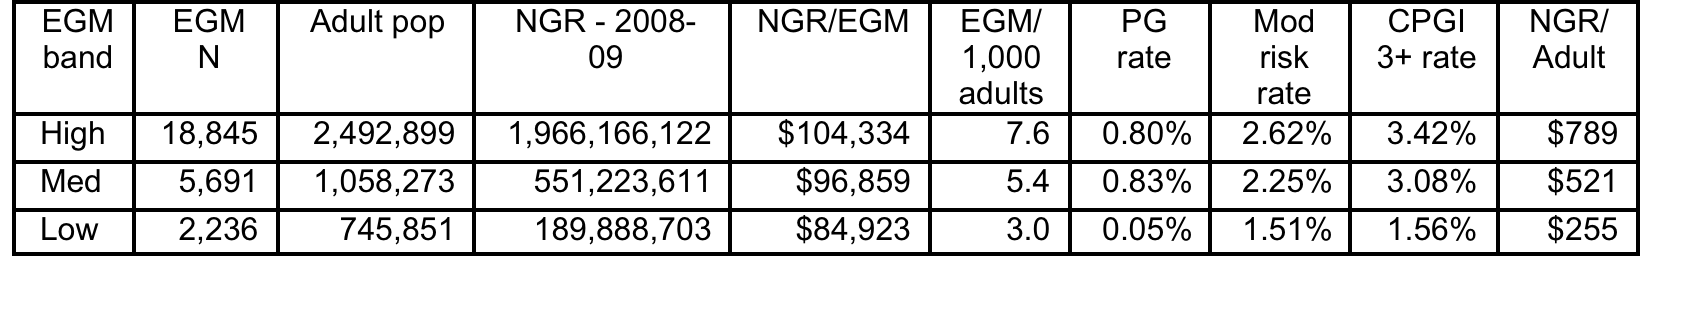 EGM band | EGM N | Adult pop | NGR - 2008-09 | NGR/EGM | EGM/ 1,000 adults | PG rate | Mod risk rate | CPGI 3+ rate | NGR/ Adult
High | 18,845 | 2,492,899 | 1,966,166,122 | $104,334 | 7.6 | 0.80% | 2.62% | 3.42% | $789
Med | 5,691 | 1,058,273 | 551,223,611 | $96,859 | 5.4 | 0.83% | 2.25% | 3.08% | $521
Low | 2,236 | 745,851 | 189,888,703 | $84,923 | 3.0 | 0.05% | 1.51% | 1.56% | $255